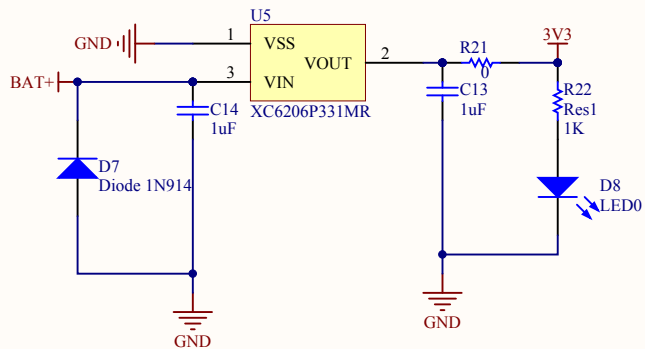 U5
GND
1
VSS
VOUT
2
BAT+
3
VIN
XC6206P331MR
R21
0
3V3
R22
Res1
1K
C14
1uF
C13
1uF
D7
Diode 1N914
D8
LED0
GND
GND